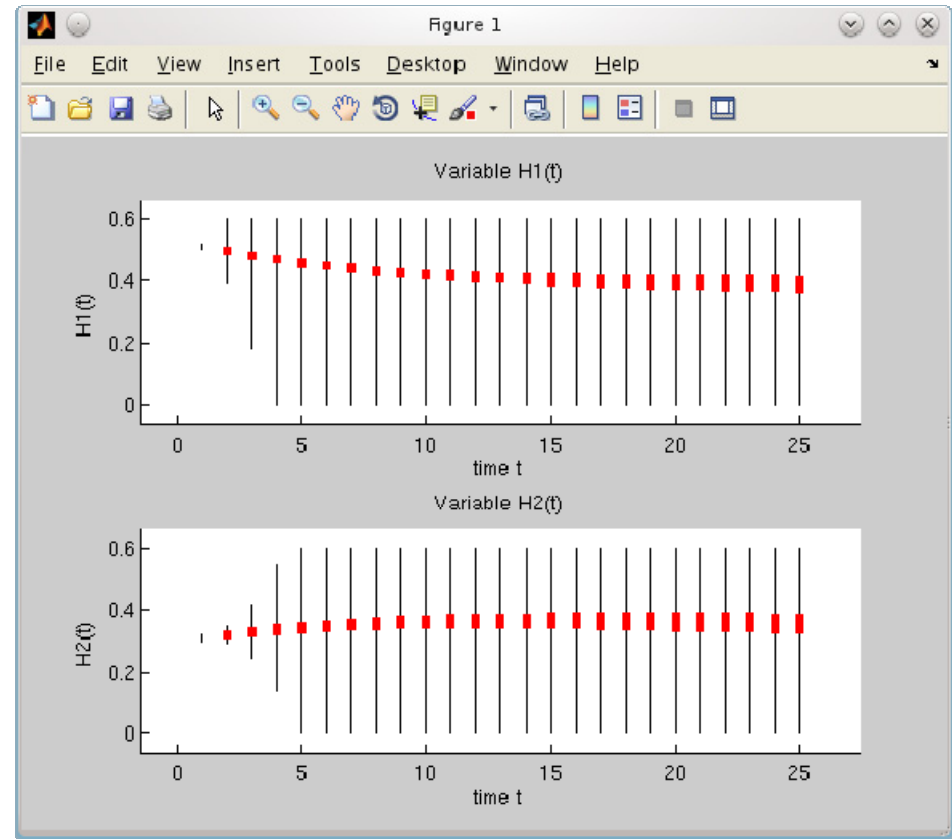 Figure 1
File Edit View Insert Tools Desktop Window Help
Variable H1(t)
0.6
0.4
0.2
0
H1(t)
0 5 10 15 20 25
time t
Variable H2(t)
0.6
0.4
0.2
0
H2(t)
0 5 10 15 20 25
time t